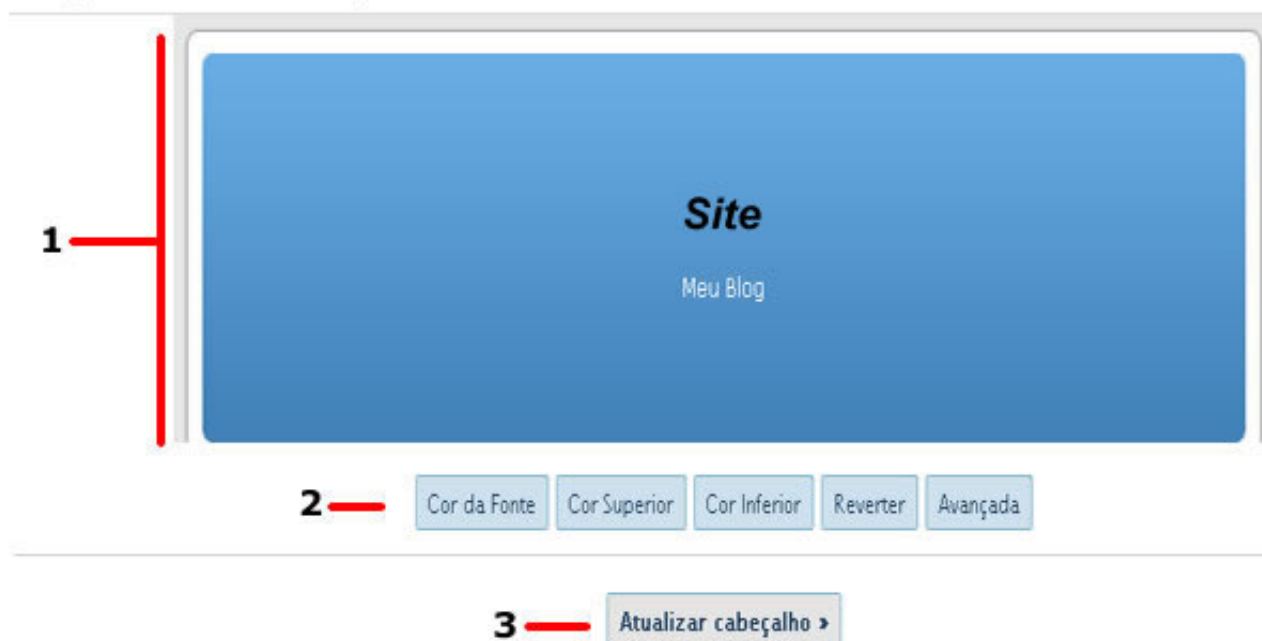 1
Site
Meu Blog
2
Cor da Fonte Cor Superior Cor Inferior Reverter Avançada
3
Atualizar cabeçalho »